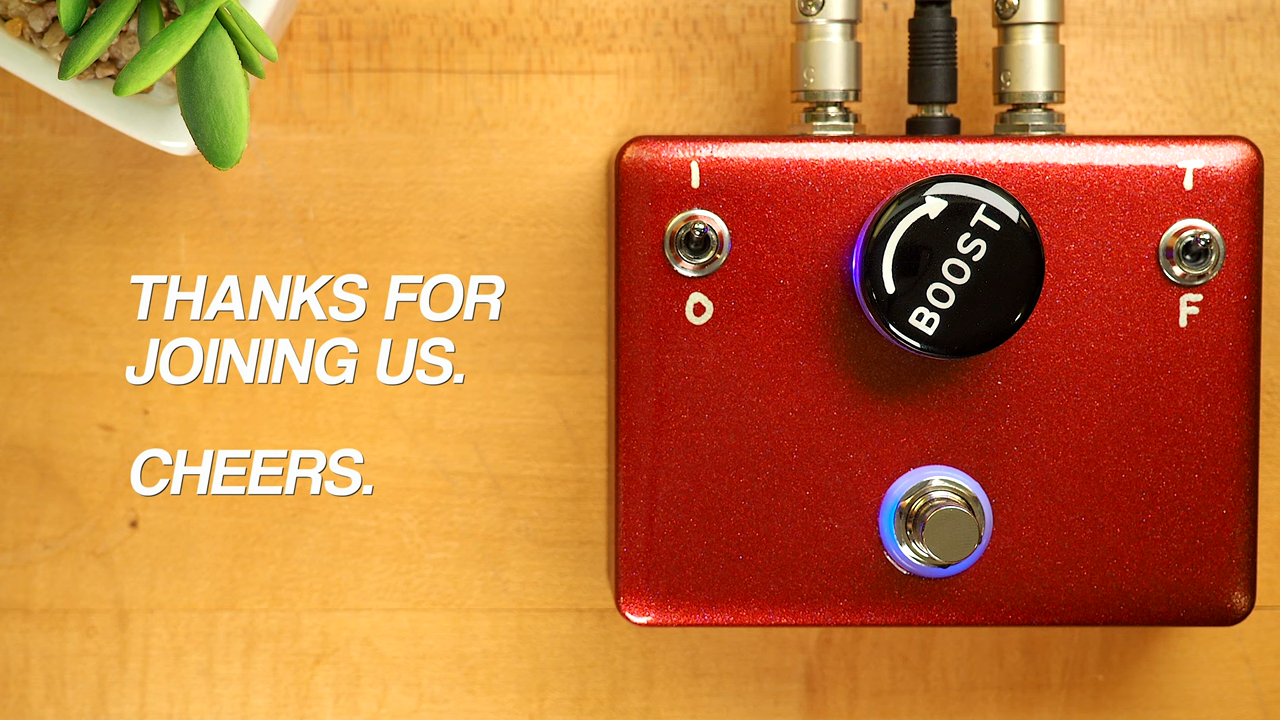 THANKS FOR
JOINING US.
CHEERS.
I
O
BOOST
T
F